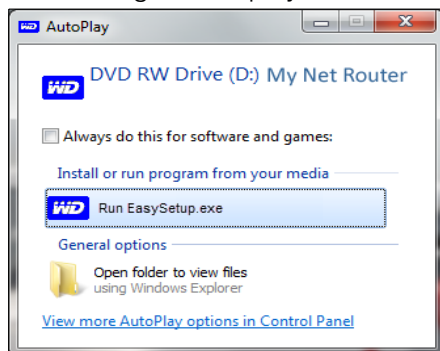 WD AutoPlay
WD DVD RW Drive (D:) My Net Router
Always do this for software and games:
Install or run program from your media
WD Run EasySetup.exe
General options
Open folder to view files
using Windows Explorer
View more AutoPlay options in Control Panel